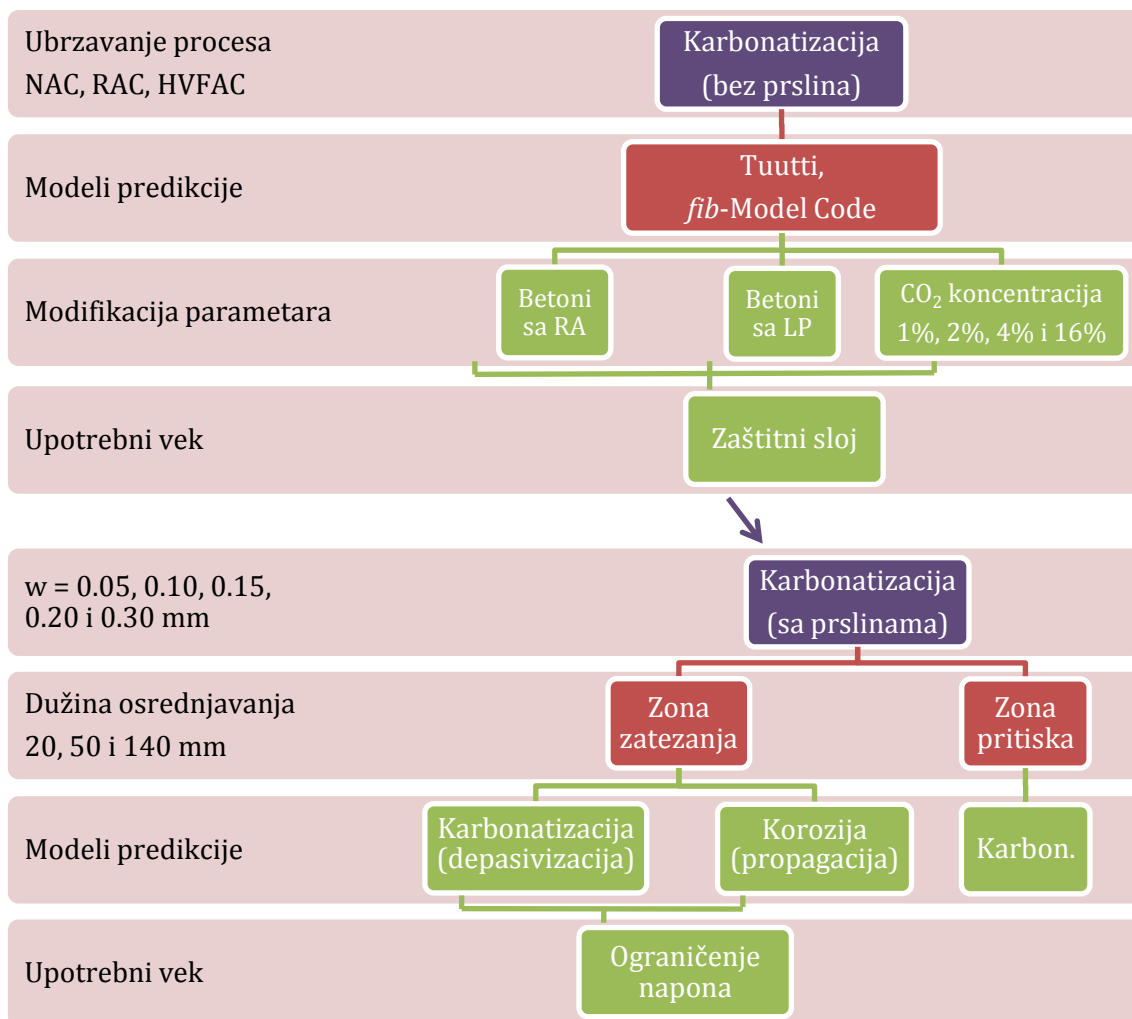 Ubrzavanje procesa
NAC, RAC, HVFAC
Karbonatizacija
(bez prslina)
Modeli predikcije
Tuutti,
fib-Model Code
Modifikacija parametara
Betoni
sa RA
Betoni
sa LP
CO₂ koncentracija
1%, 2%, 4% i 16%
Upotrebni vek
Zaštitni sloj
w = 0.05, 0.10, 0.15,
0.20 i 0.30 mm
Karbonatizacija
(sa prslinama)
Dužina osrednjavanja
20, 50 i 140 mm
Zona
zatezanja
Zona
pritiska
Modeli predikcije
Karbonatizacija
(depasivizacija)
Korozija
(propagacija)
Karbon.
Upotrebni vek
Ograničenje
napona